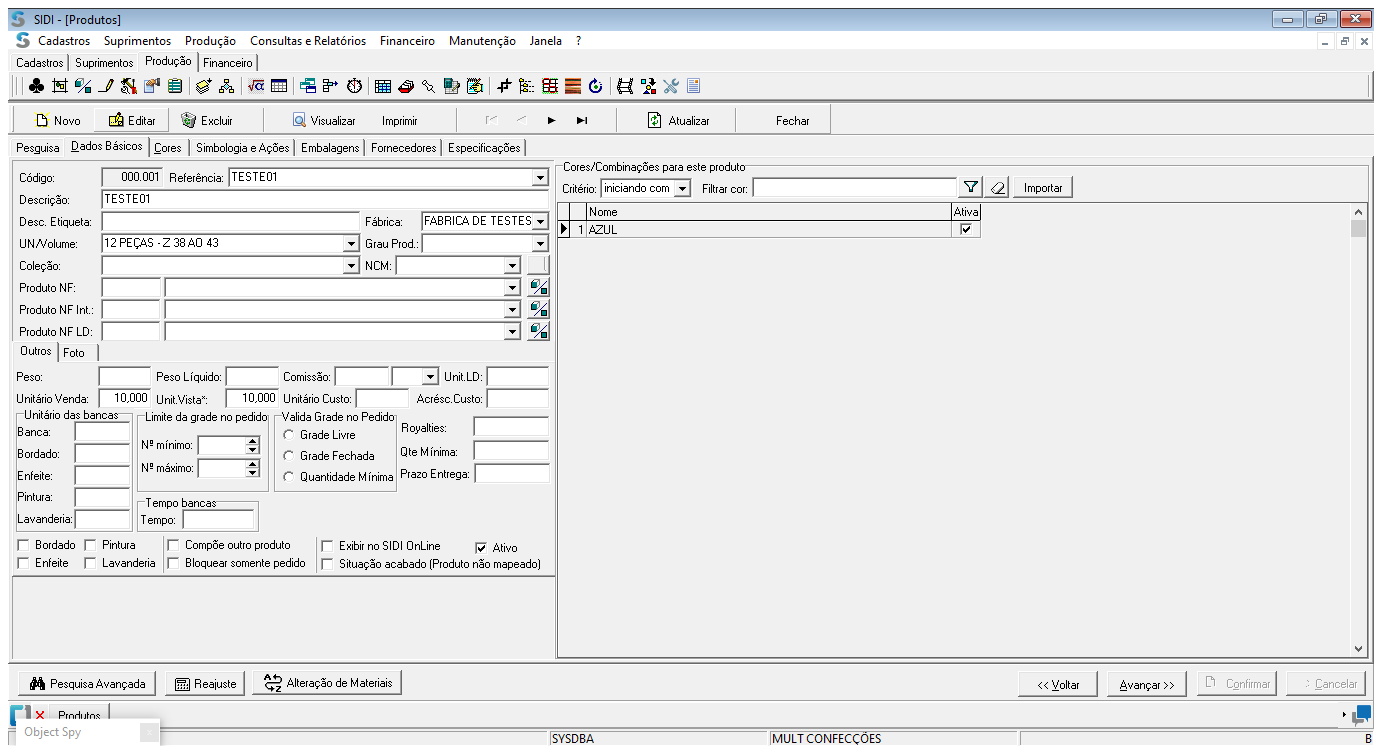 SIDI - [Produtos]
Cadastros Suprimentos Produção Consultas e Relatórios Financeiro Manutenção Janela ?
Cadastros Suprimentos Produção Financeiro
Novo Editar Excluir Visualizar Imprimir Atualizar Fechar
Pesquisa Dados Básicos Cores Simbologia e Ações Embalagens Fornecedores Especificações
Código: 000.001 Referência: TESTE01
Descrição: TESTE01
Desc. Etiqueta: Fábrica: FABRICA DE TESTES
UN/Volume: 12 PEÇAS - Z 38 AO 43 Grau Prod.:
Coleção: NCM:
Produto NF:
Produto NF Int.:
Produto NF LD:
Outros Foto
Peso: Peso Líquido: Comissão: Unit.LD:
Unitário Venda: 10,000 Unit.Vista*: 10,000 Unitário Custo: Acrésc.Custo:
Unitário das bancas
Banca:
Bordado:
Enfeite:
Pintura:
Lavanderia:
Limite da grade no pedido
Nº mínimo:
Nº máximo:
Tempo bancas
Tempo:
Valida Grade no Pedido
Grade Livre
Grade Fechada
Quantidade Mínima
Royalties:
Qte Mínima:
Prazo Entrega:
Bordado Pintura Compõe outro produto Exibir no SIDI OnLine Ativo
Enfeite Lavanderia Bloquear somente pedido Situação acabado (Produto não mapeado)
Cores/Combinações para este produto
Critério: iniciando com Filtrar cor: Importar
Nome Ativa
1 AZUL
Pesquisa Avançada Reajuste Alteração de Materiais << Voltar Avançar >> Confirmar Cancelar
Produtos
Object Spy x
SYSDBA MULT CONFECÇÕES B